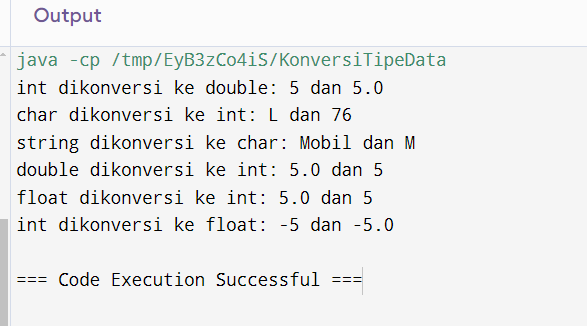 Output
java -cp /tmp/EyB3zCo4iS/KonversiTipeData
int dikonversi ke double: 5 dan 5.0
char dikonversi ke int: L dan 76
string dikonversi ke char: Mobil dan M
double dikonversi ke int: 5.0 dan 5
float dikonversi ke int: 5.0 dan 5
int dikonversi ke float: -5 dan -5.0
=== Code Execution Successful ===